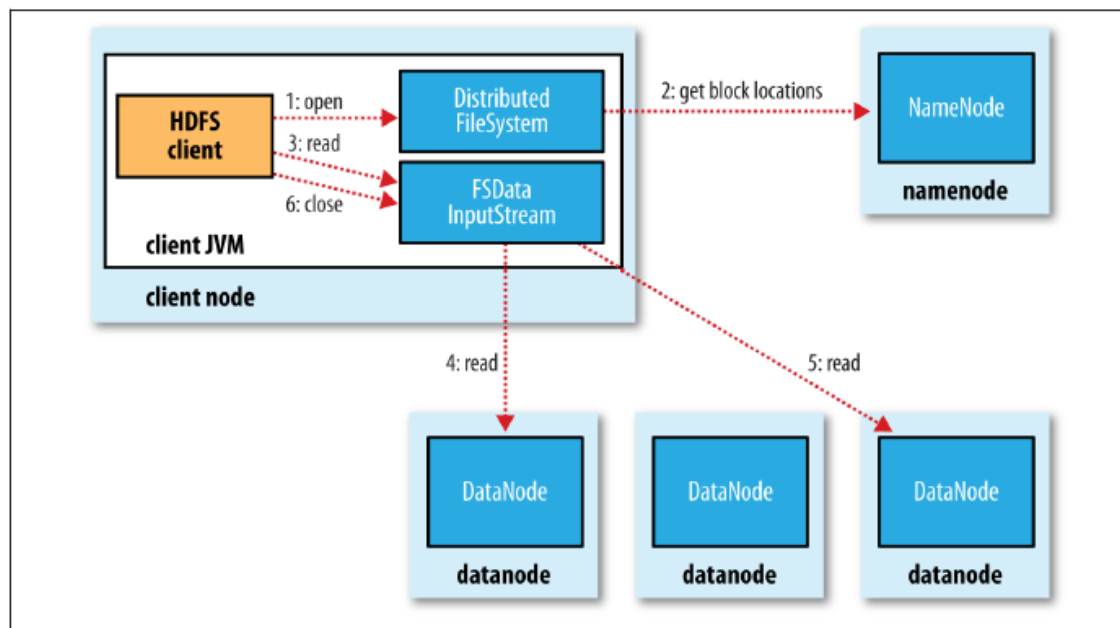 HDFS
client
1: open
3: read
6: close
Distributed
FileSystem
FSData
InputStream
client JVM
client node
2: get block locations
NameNode
namenode
4: read
5: read
DataNode
datanode
DataNode
datanode
DataNode
datanode